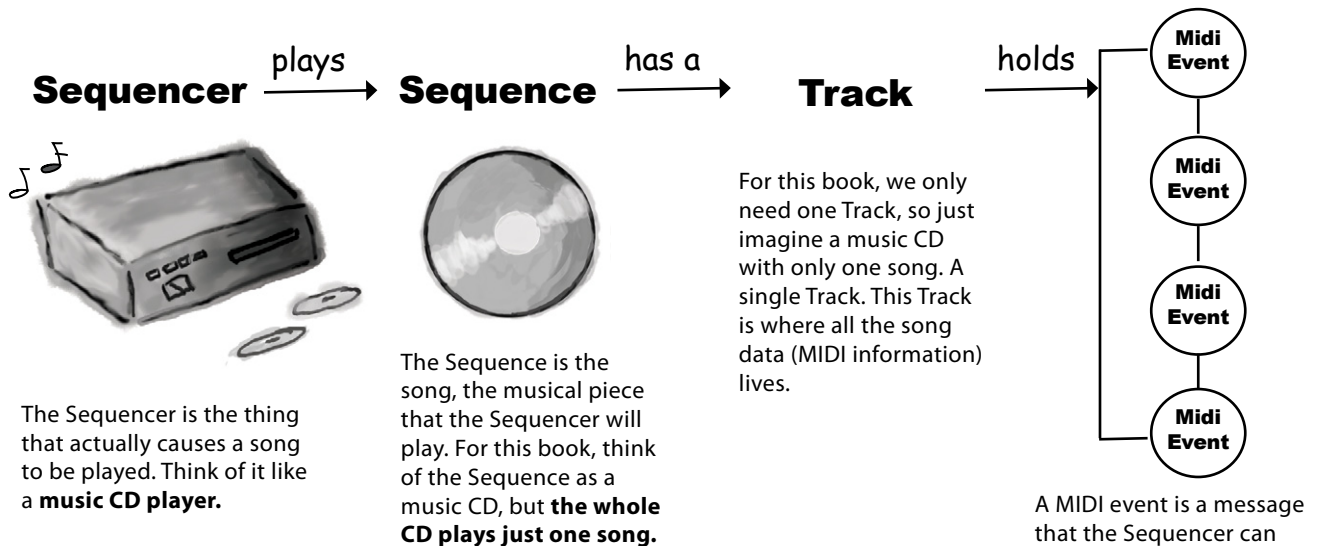 Sequencer
plays
Sequence
has a
Track
holds
Midi
Event
Midi
Event
Midi
Event
Midi
Event
The Sequencer is the thing
that actually causes a song
to be played. Think of it like
a music CD player.
The Sequence is the
song, the musical piece
that the Sequencer will
play. For this book, think
of the Sequence as a
music CD, but the whole
CD plays just one song.
For this book, we only
need one Track, so just
imagine a music CD
with only one song. A
single Track. This Track
is where all the song
data (MIDI information)
lives.
A MIDI event is a message
that the Sequencer can